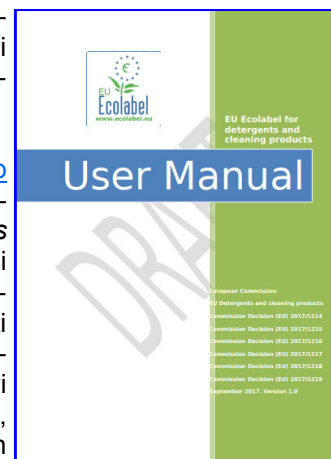 EU
Ecolabel
www.ecolabel.eu
EU Ecolabel for
detergents and
cleaning products
User Manual
DRAFT
European Commission
EU Detergents and cleaning products
Commission Decision (EU) 2017/1214
Commission Decision (EU) 2017/1215
Commission Decision (EU) 2017/1216
Commission Decision (EU) 2017/1217
Commission Decision (EU) 2017/1218
Commission Decision (EU) 2017/1219
September 2017. Version 1.0